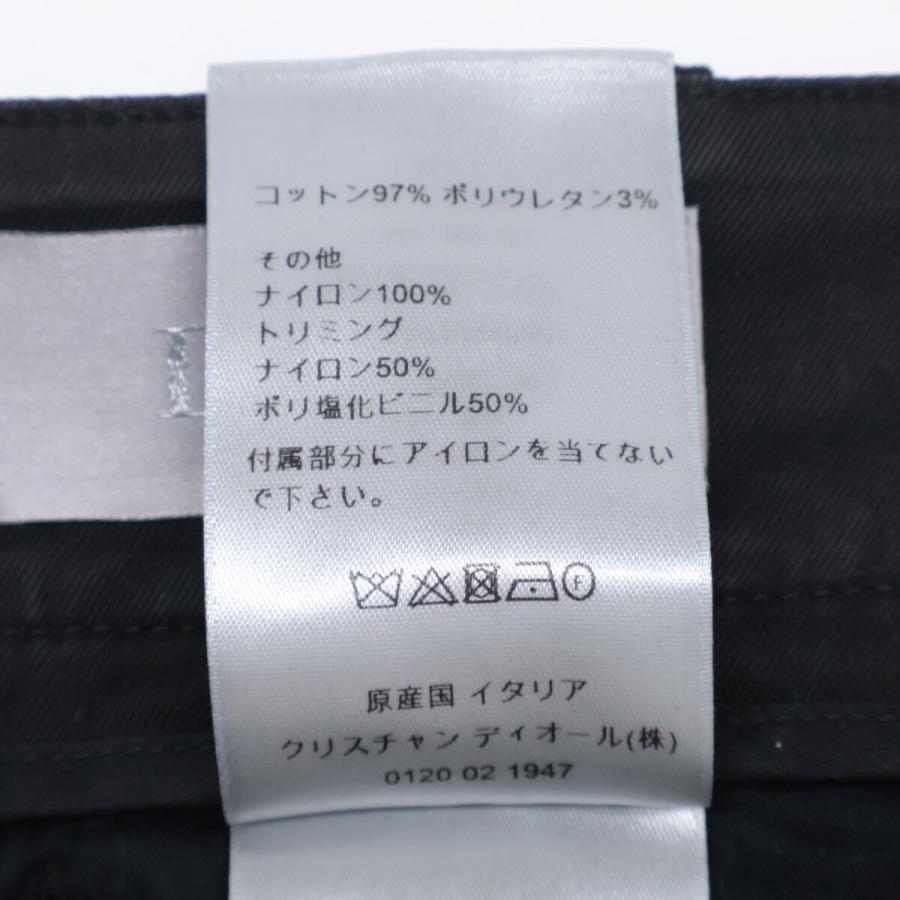 コットン97% ポリウレタン3%
その他
ナイロン100%
トリミング
ナイロン50%
ポリ塩化ビニル50%
付属部分にアイロンを当てない
で下さい。
F
原産国 イタリア
クリスチャン ディオール(株)
0120 02 1947